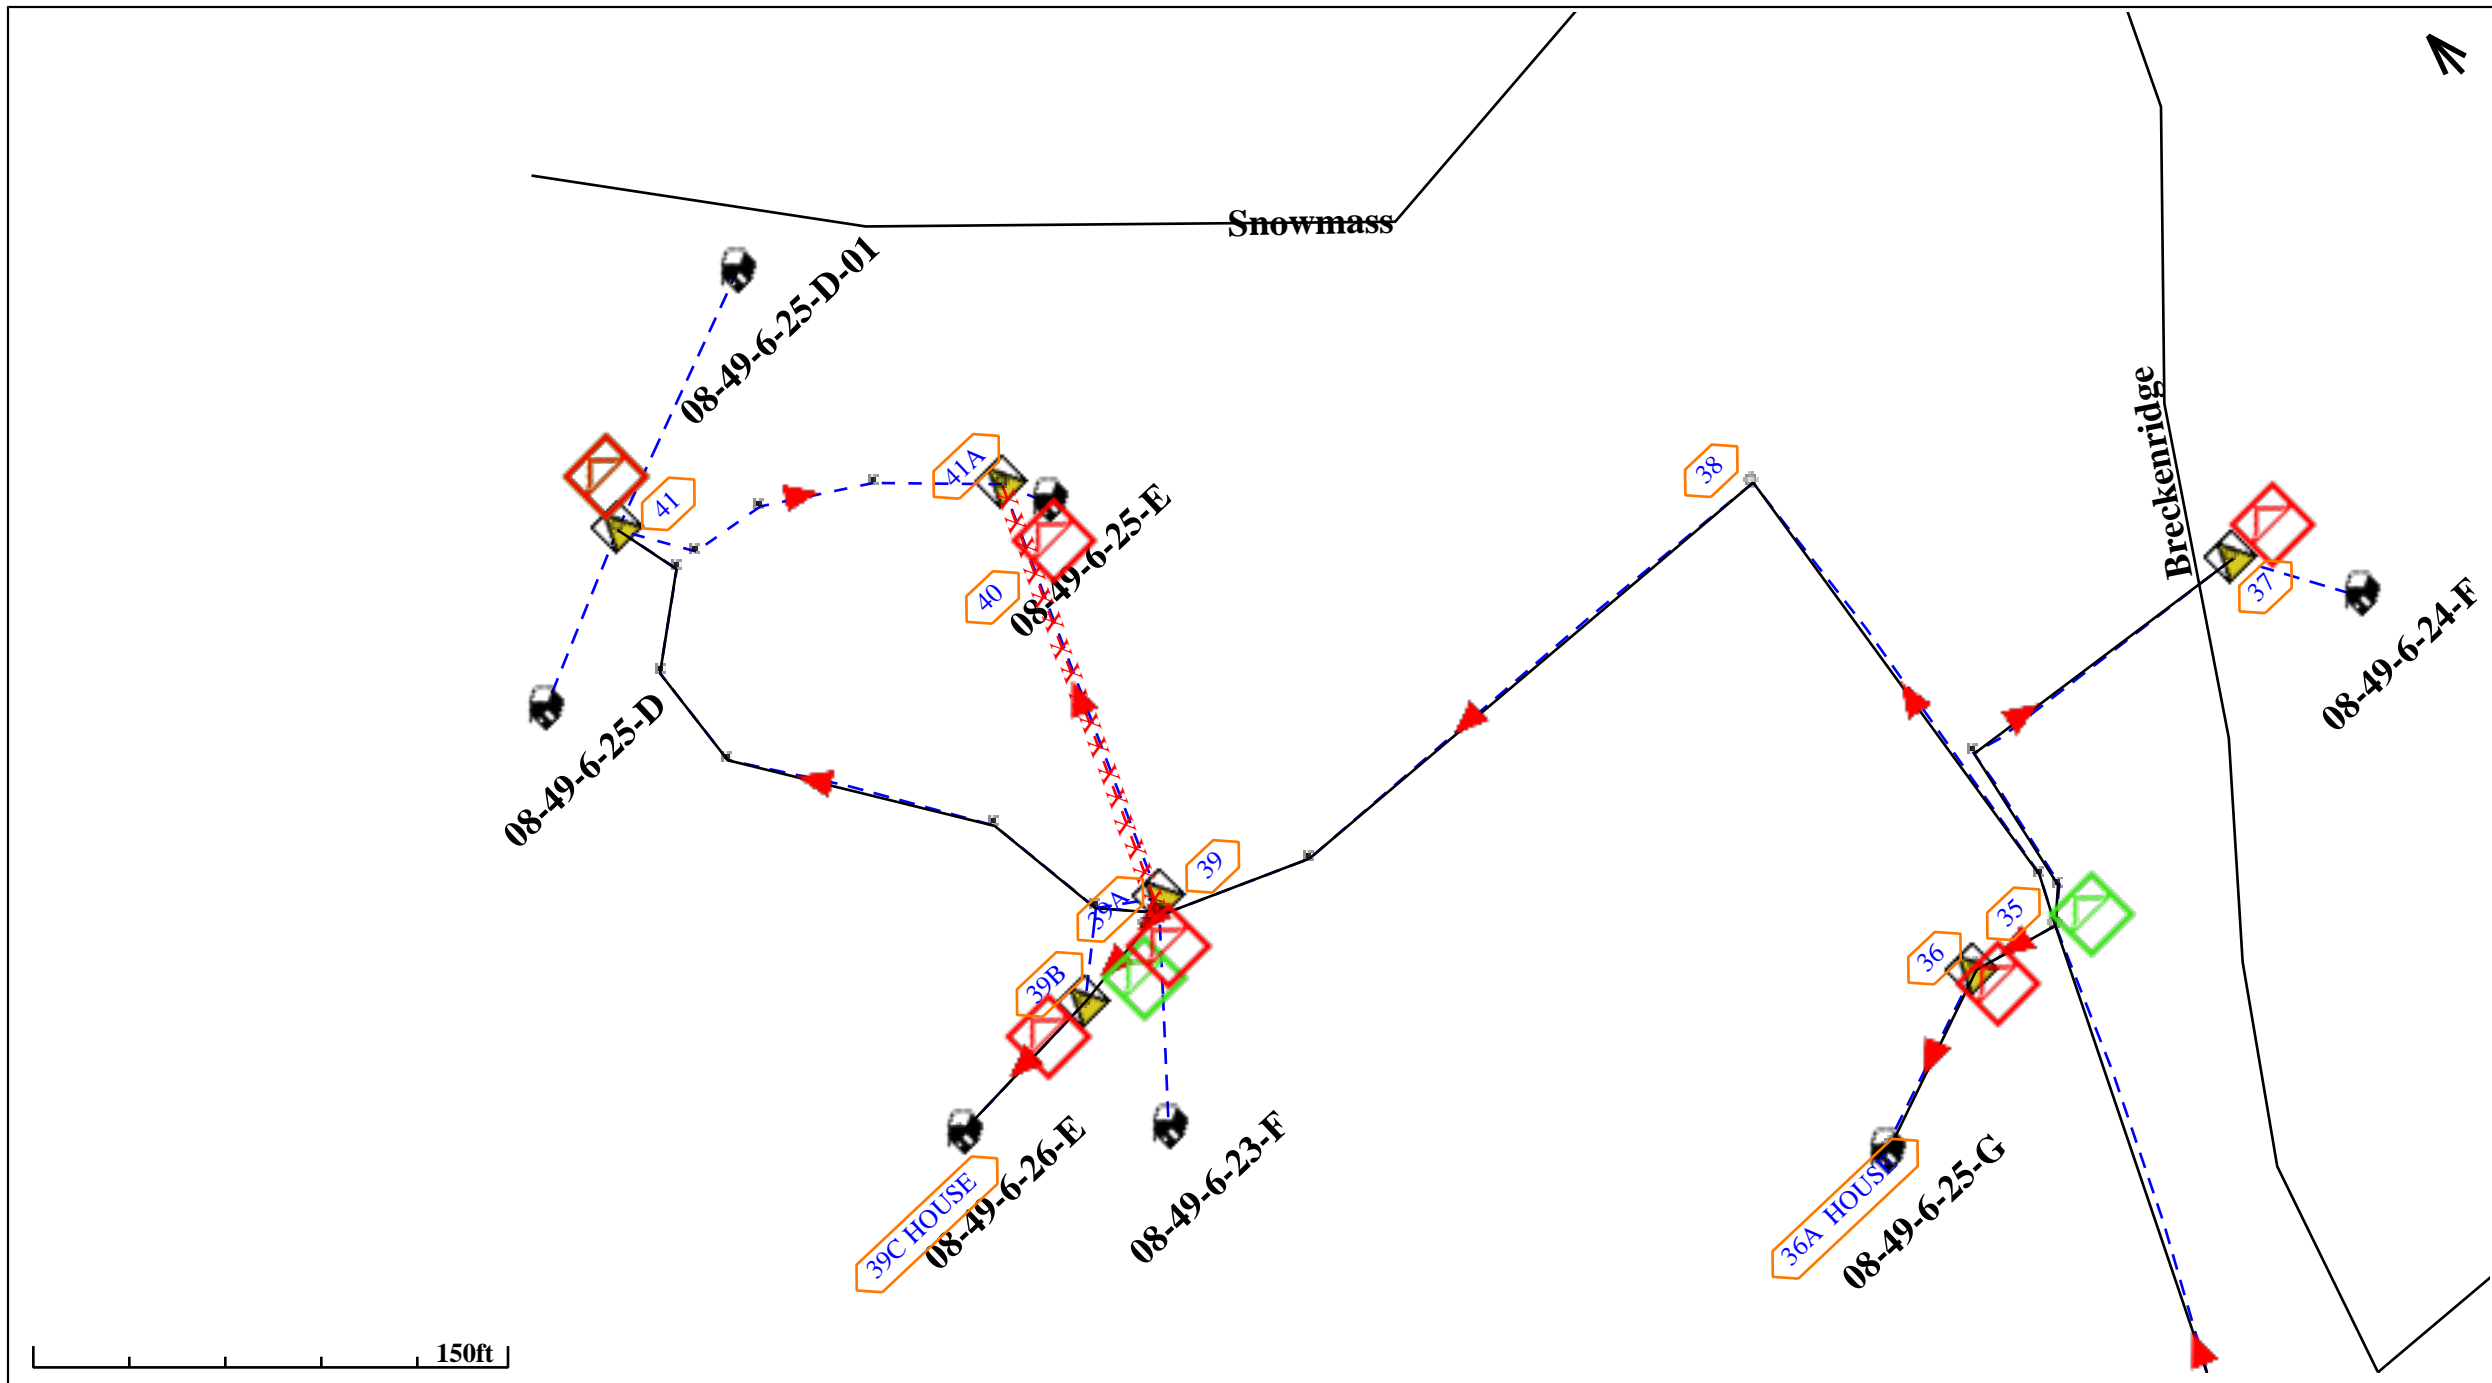 Snowmass
08-49-6-25-D-01
Breckenridge
41A
38
41
08-49-6-25-E
40
37
08-49-6-24-F
08-49-6-25-D
39
39A
35
36
39B
08-49-6-26-E
08-49-6-23-F
39C HOUSE
36A HOUSE
08-49-6-25-G
150ft